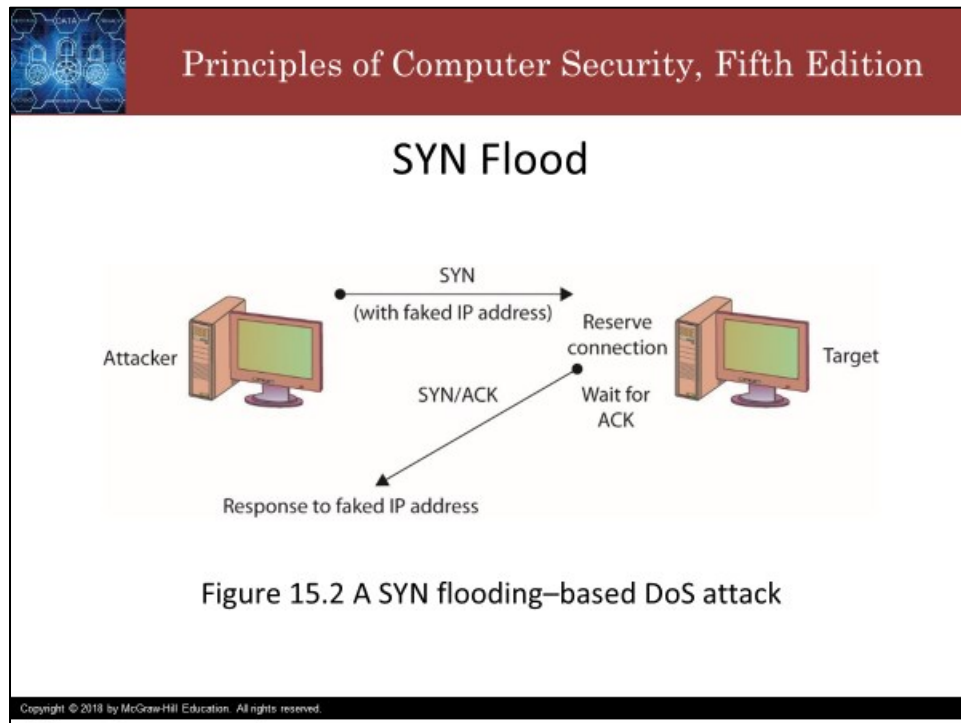 DATA
Principles of Computer Security, Fifth Edition
SYN Flood
SYN
(with faked IP address)
Reserve
connection
Attacker
Target
SYN/ACK
Wait for
ACK
Response to faked IP address
Figure 15.2 A SYN flooding–based DoS attack
Copyright © 2018 by McGraw-Hill Education. All rights reserved.